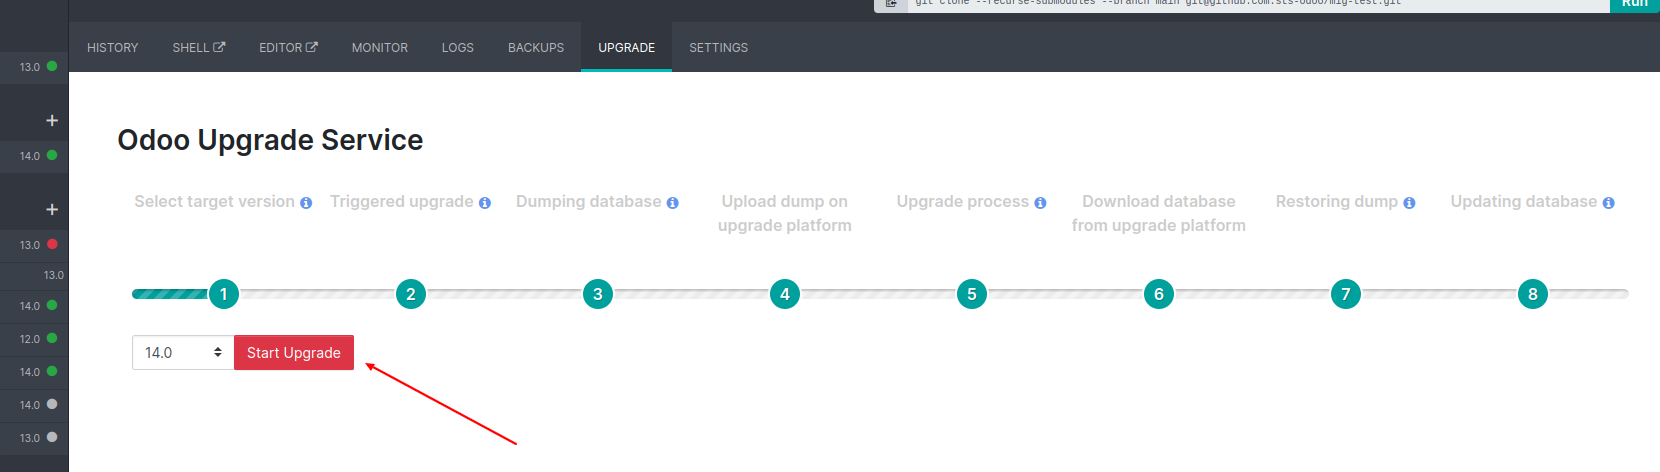 git clone --recurse-submodules --branch main git@github.com:sts-odoo/mig-test.git
Run
HISTORY
SHELL
EDITOR
MONITOR
LOGS
BACKUPS
UPGRADE
SETTINGS
13.0
+
14.0
+
13.0
13.0
14.0
12.0
14.0
14.0
13.0
Odoo Upgrade Service
Select target version
Triggered upgrade
Dumping database
Upload dump on
upgrade platform
Upgrade process
Download database
from upgrade platform
Restoring dump
Updating database
1
2
3
4
5
6
7
8
14.0
Start Upgrade